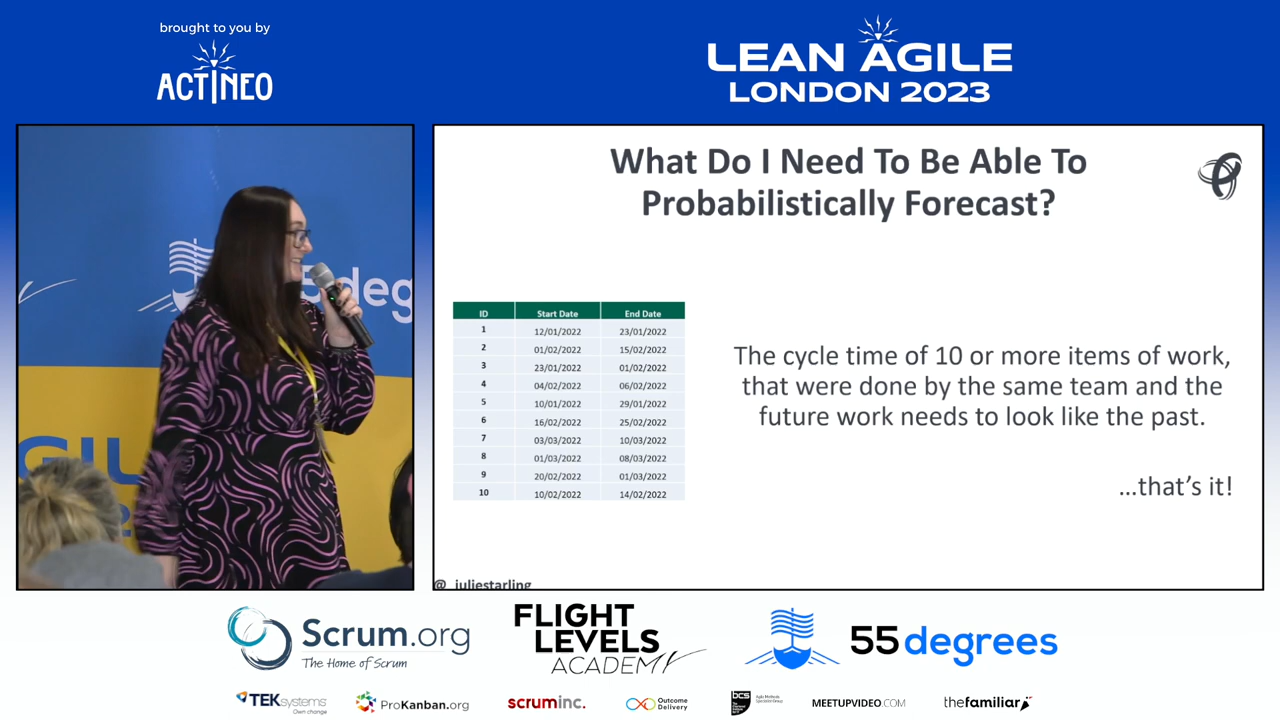 brought to you by
ACTINEO
LEAN AGILE
LONDON 2023
5 deg
GIL
What Do I Need To Be Able To
Probabilistically Forecast?
ID Start Date End Date
1 12/01/2022 23/01/2022
2 01/02/2022 15/02/2022
3 23/01/2022 01/02/2022
4 04/02/2022 06/02/2022
5 10/01/2022 29/01/2022
6 16/02/2022 25/02/2022
7 03/03/2022 10/03/2022
8 01/03/2022 08/03/2022
9 20/02/2022 01/03/2022
10 10/02/2022 14/02/2022
The cycle time of 10 or more items of work,
that were done by the same team and the
future work needs to look like the past.
...that's it!
@_juliestarling
Scrum.org
The Home of Scrum
FLIGHT
LEVELS
ACADEMY
55 degrees
TEKsystems
Own change
ProKanban.org
scruminc.
Outcome
Delivery
bcs
MEETUPVIDEO.COM
thefamiliar